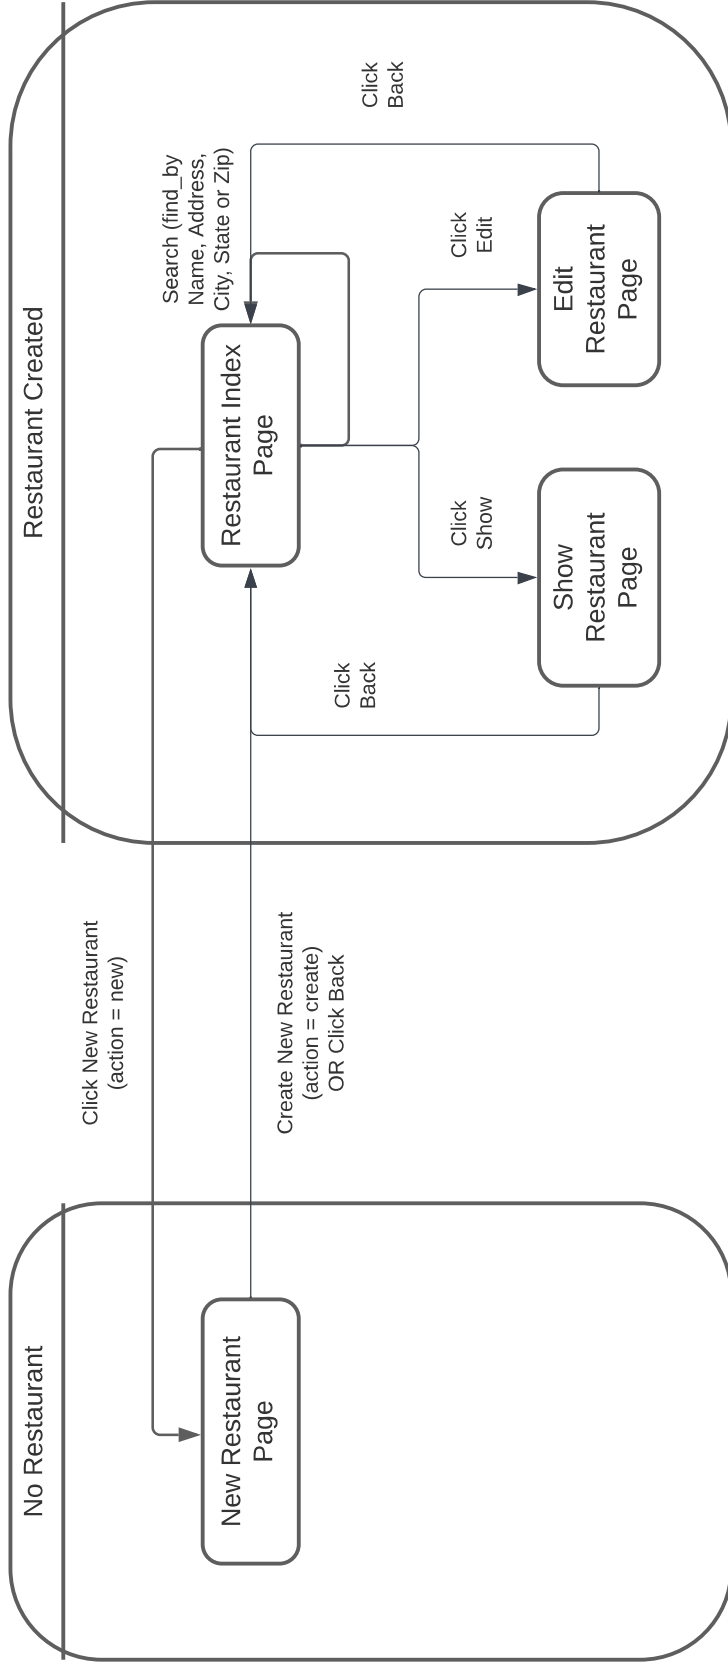 No Restaurant
New Restaurant
Page
Click New Restaurant
(action = new)
Create New Restaurant
(action = create)
OR Click Back
Restaurant Created
Restaurant Index
Page
Search (find_by
Name, Address,
City, State or Zip)
Click
Back
Click
Show
Show
Restaurant
Page
Click
Edit
Edit
Restaurant
Page
Click
Back